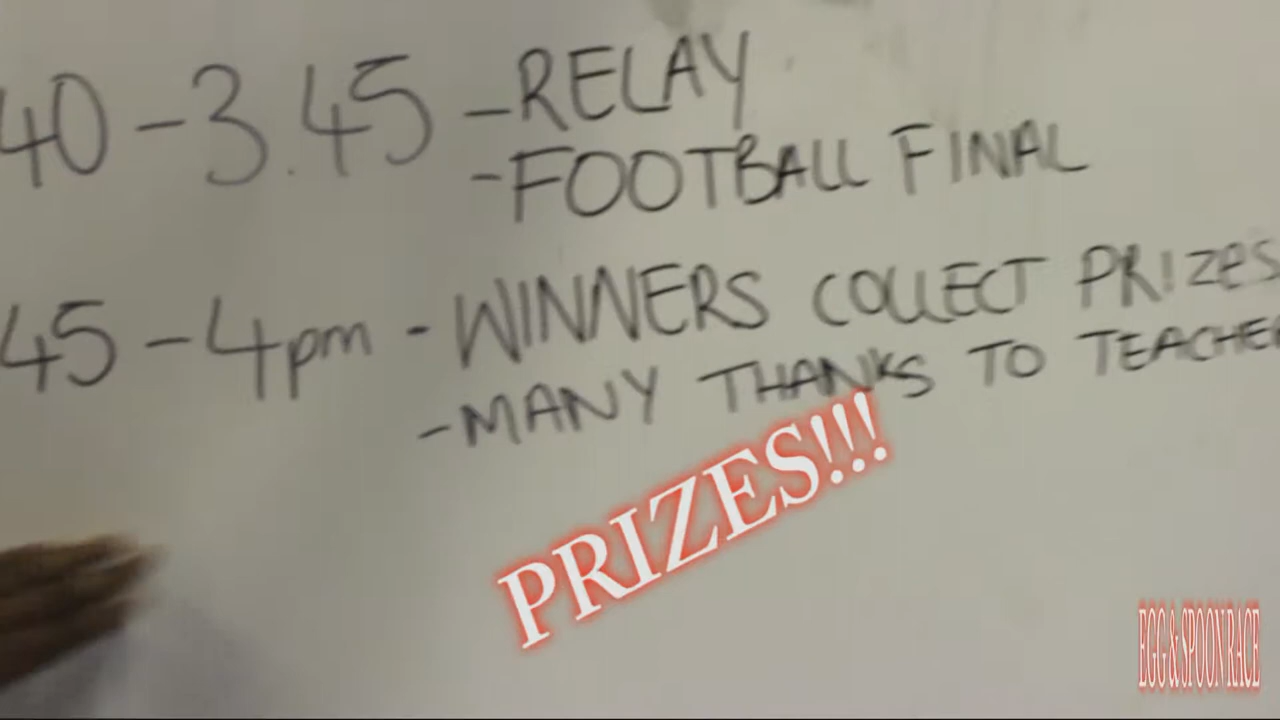 40 - 3.45 - RELAY
- FOOTBALL FINAL
45 - 4pm - WINNERS COLLECT PRIZES
- MANY THANKS TO
PRIZES!!!
EGG & SPOON RACE